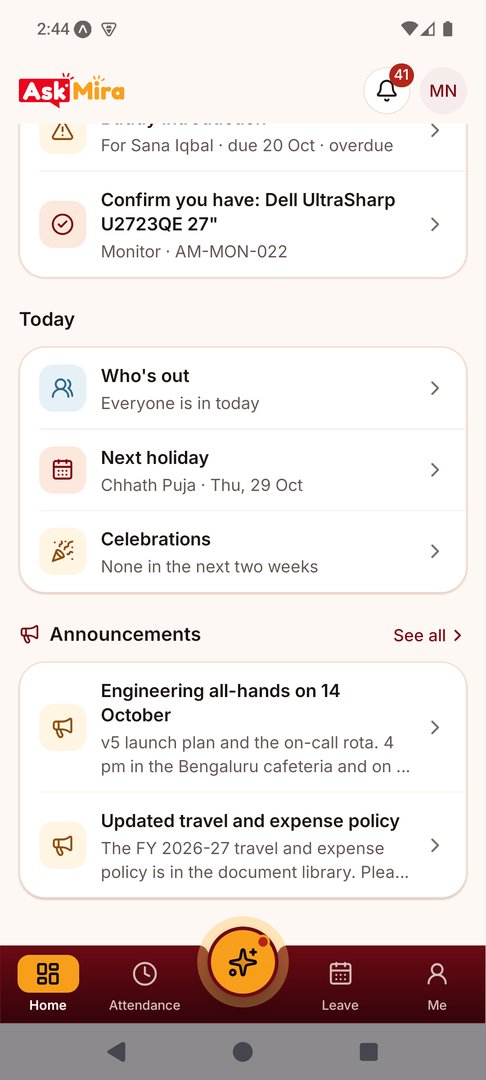 2:44
Ask Mira
41
MN
For Sana Iqbal · due 20 Oct · overdue
Confirm you have: Dell UltraSharp
U2723QE 27"
Monitor · AM-MON-022
Today
Who's out
Everyone is in today
Next holiday
Chhath Puja · Thu, 29 Oct
Celebrations
None in the next two weeks
Announcements
See all
Engineering all-hands on 14
October
v5 launch plan and the on-call rota. 4
pm in the Bengaluru cafeteria and on ...
Updated travel and expense policy
The FY 2026-27 travel and expense
policy is in the document library. Plea...
Home
Attendance
Leave
Me